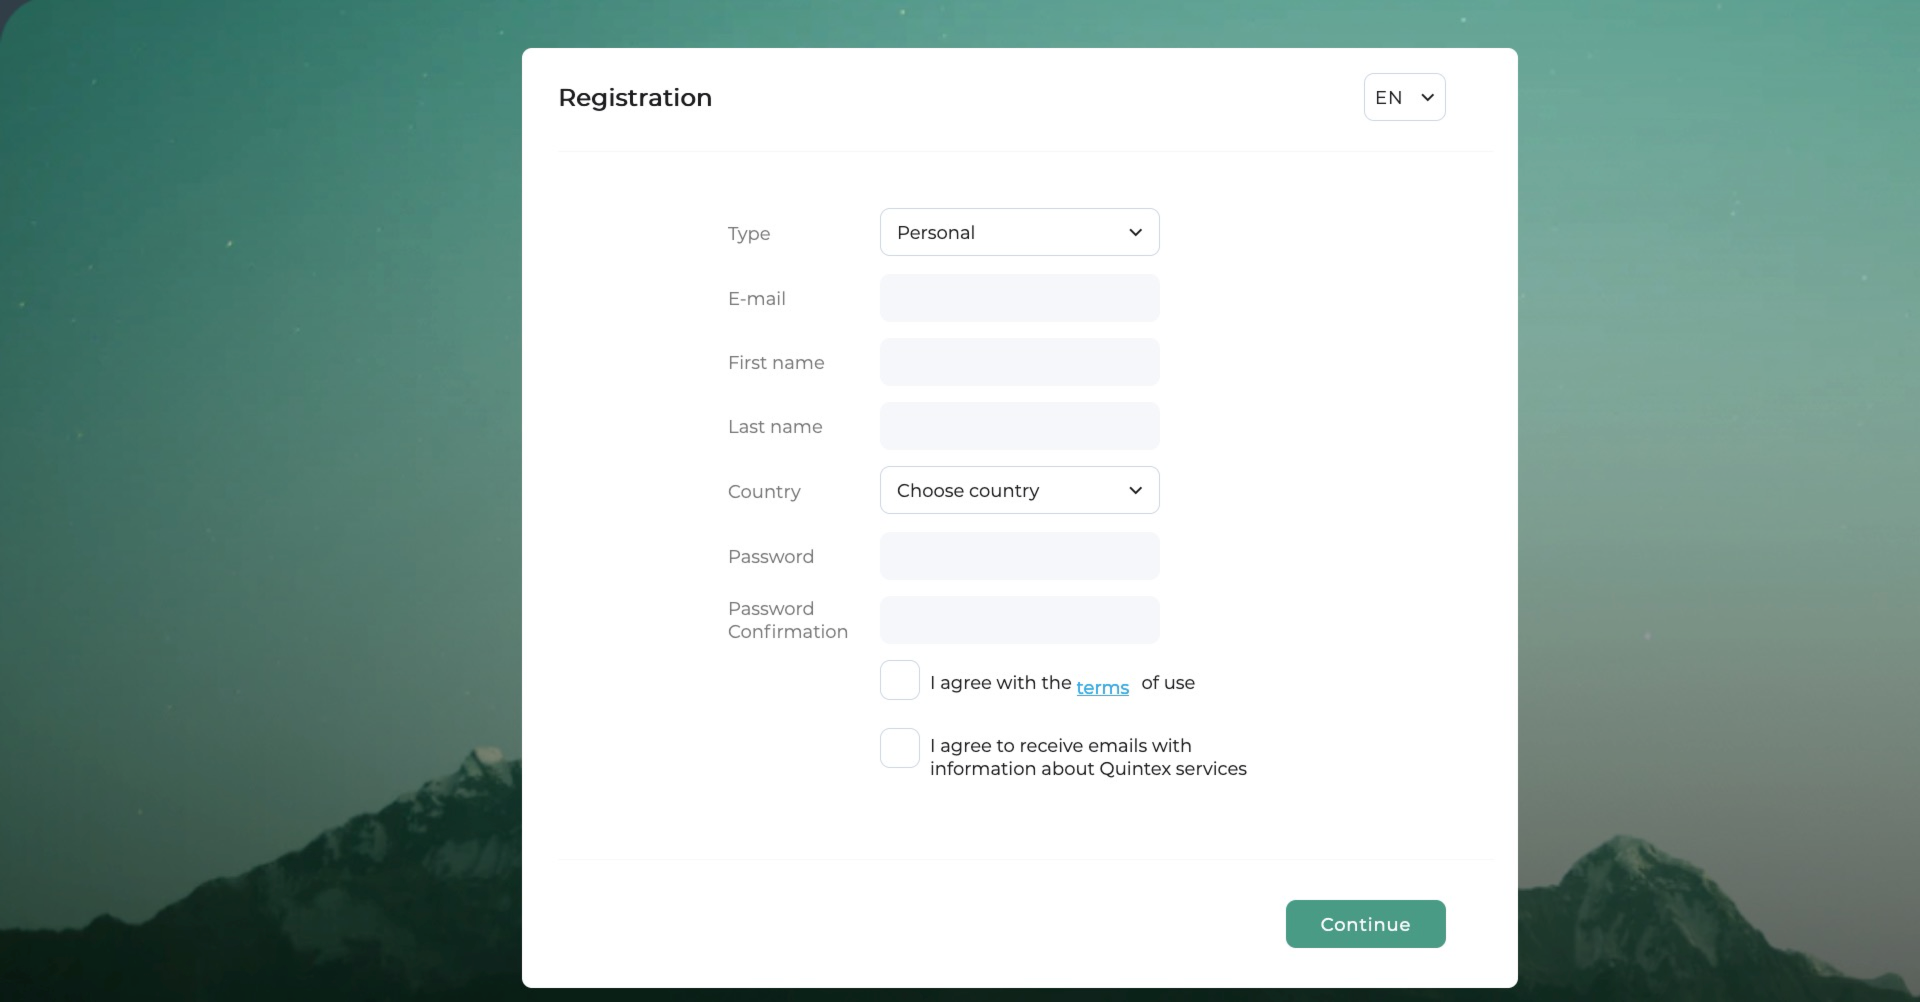 Registration
EN
Type
Personal
E-mail
First name
Last name
Country
Choose country
Password
Password
Confirmation
I agree with the terms of use
I agree to receive emails with
information about Quintex services
Continue